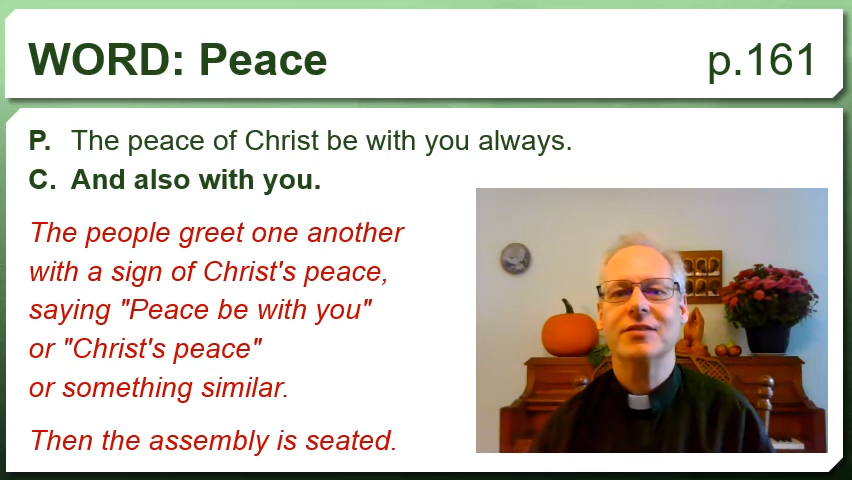 WORD: Peace p.161
P. The peace of Christ be with you always.
C. And also with you.
The people greet one another
with a sign of Christ's peace,
saying "Peace be with you"
or "Christ's peace"
or something similar.
Then the assembly is seated.